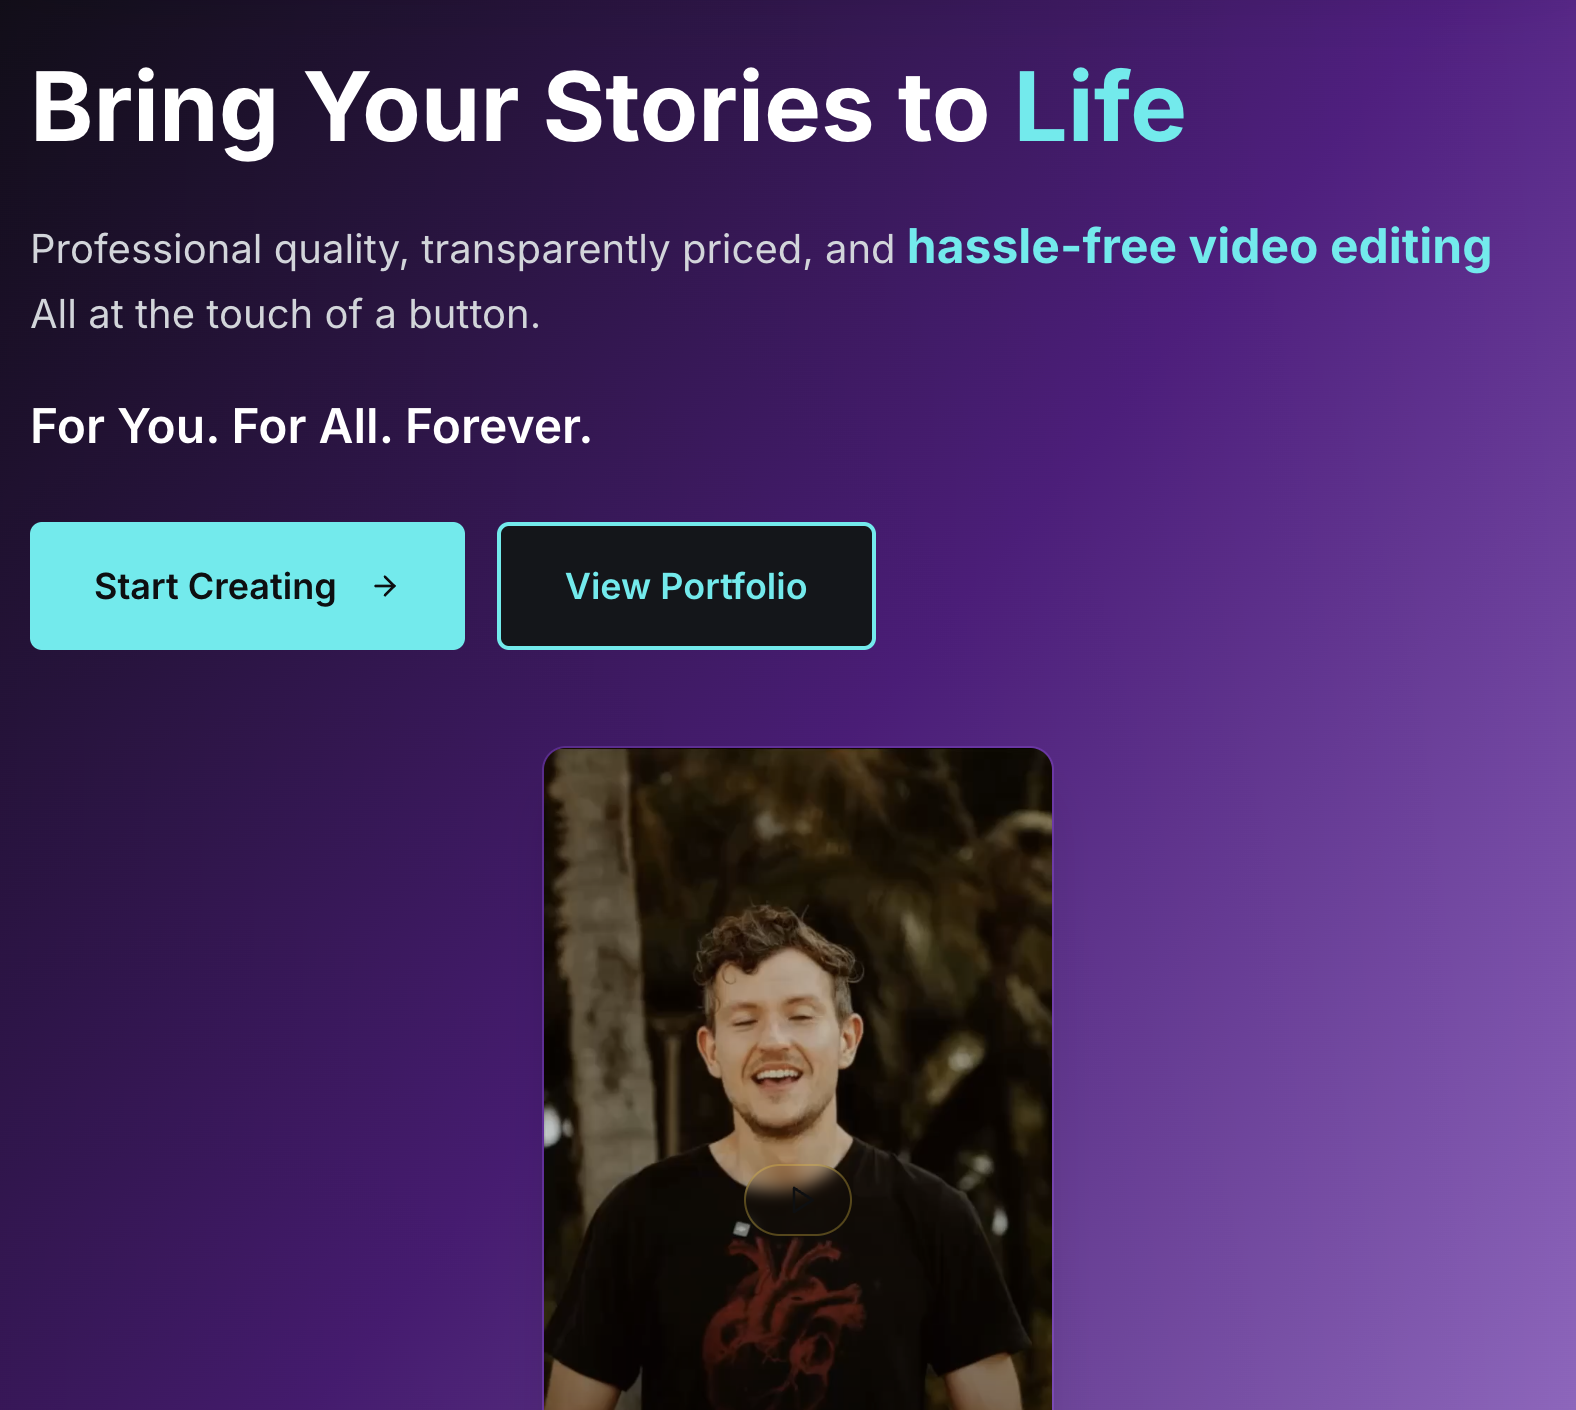 Bring Your Stories to Life
Professional quality, transparently priced, and hassle-free video editing
All at the touch of a button.
For You. For All. Forever.
Start Creating →
View Portfolio